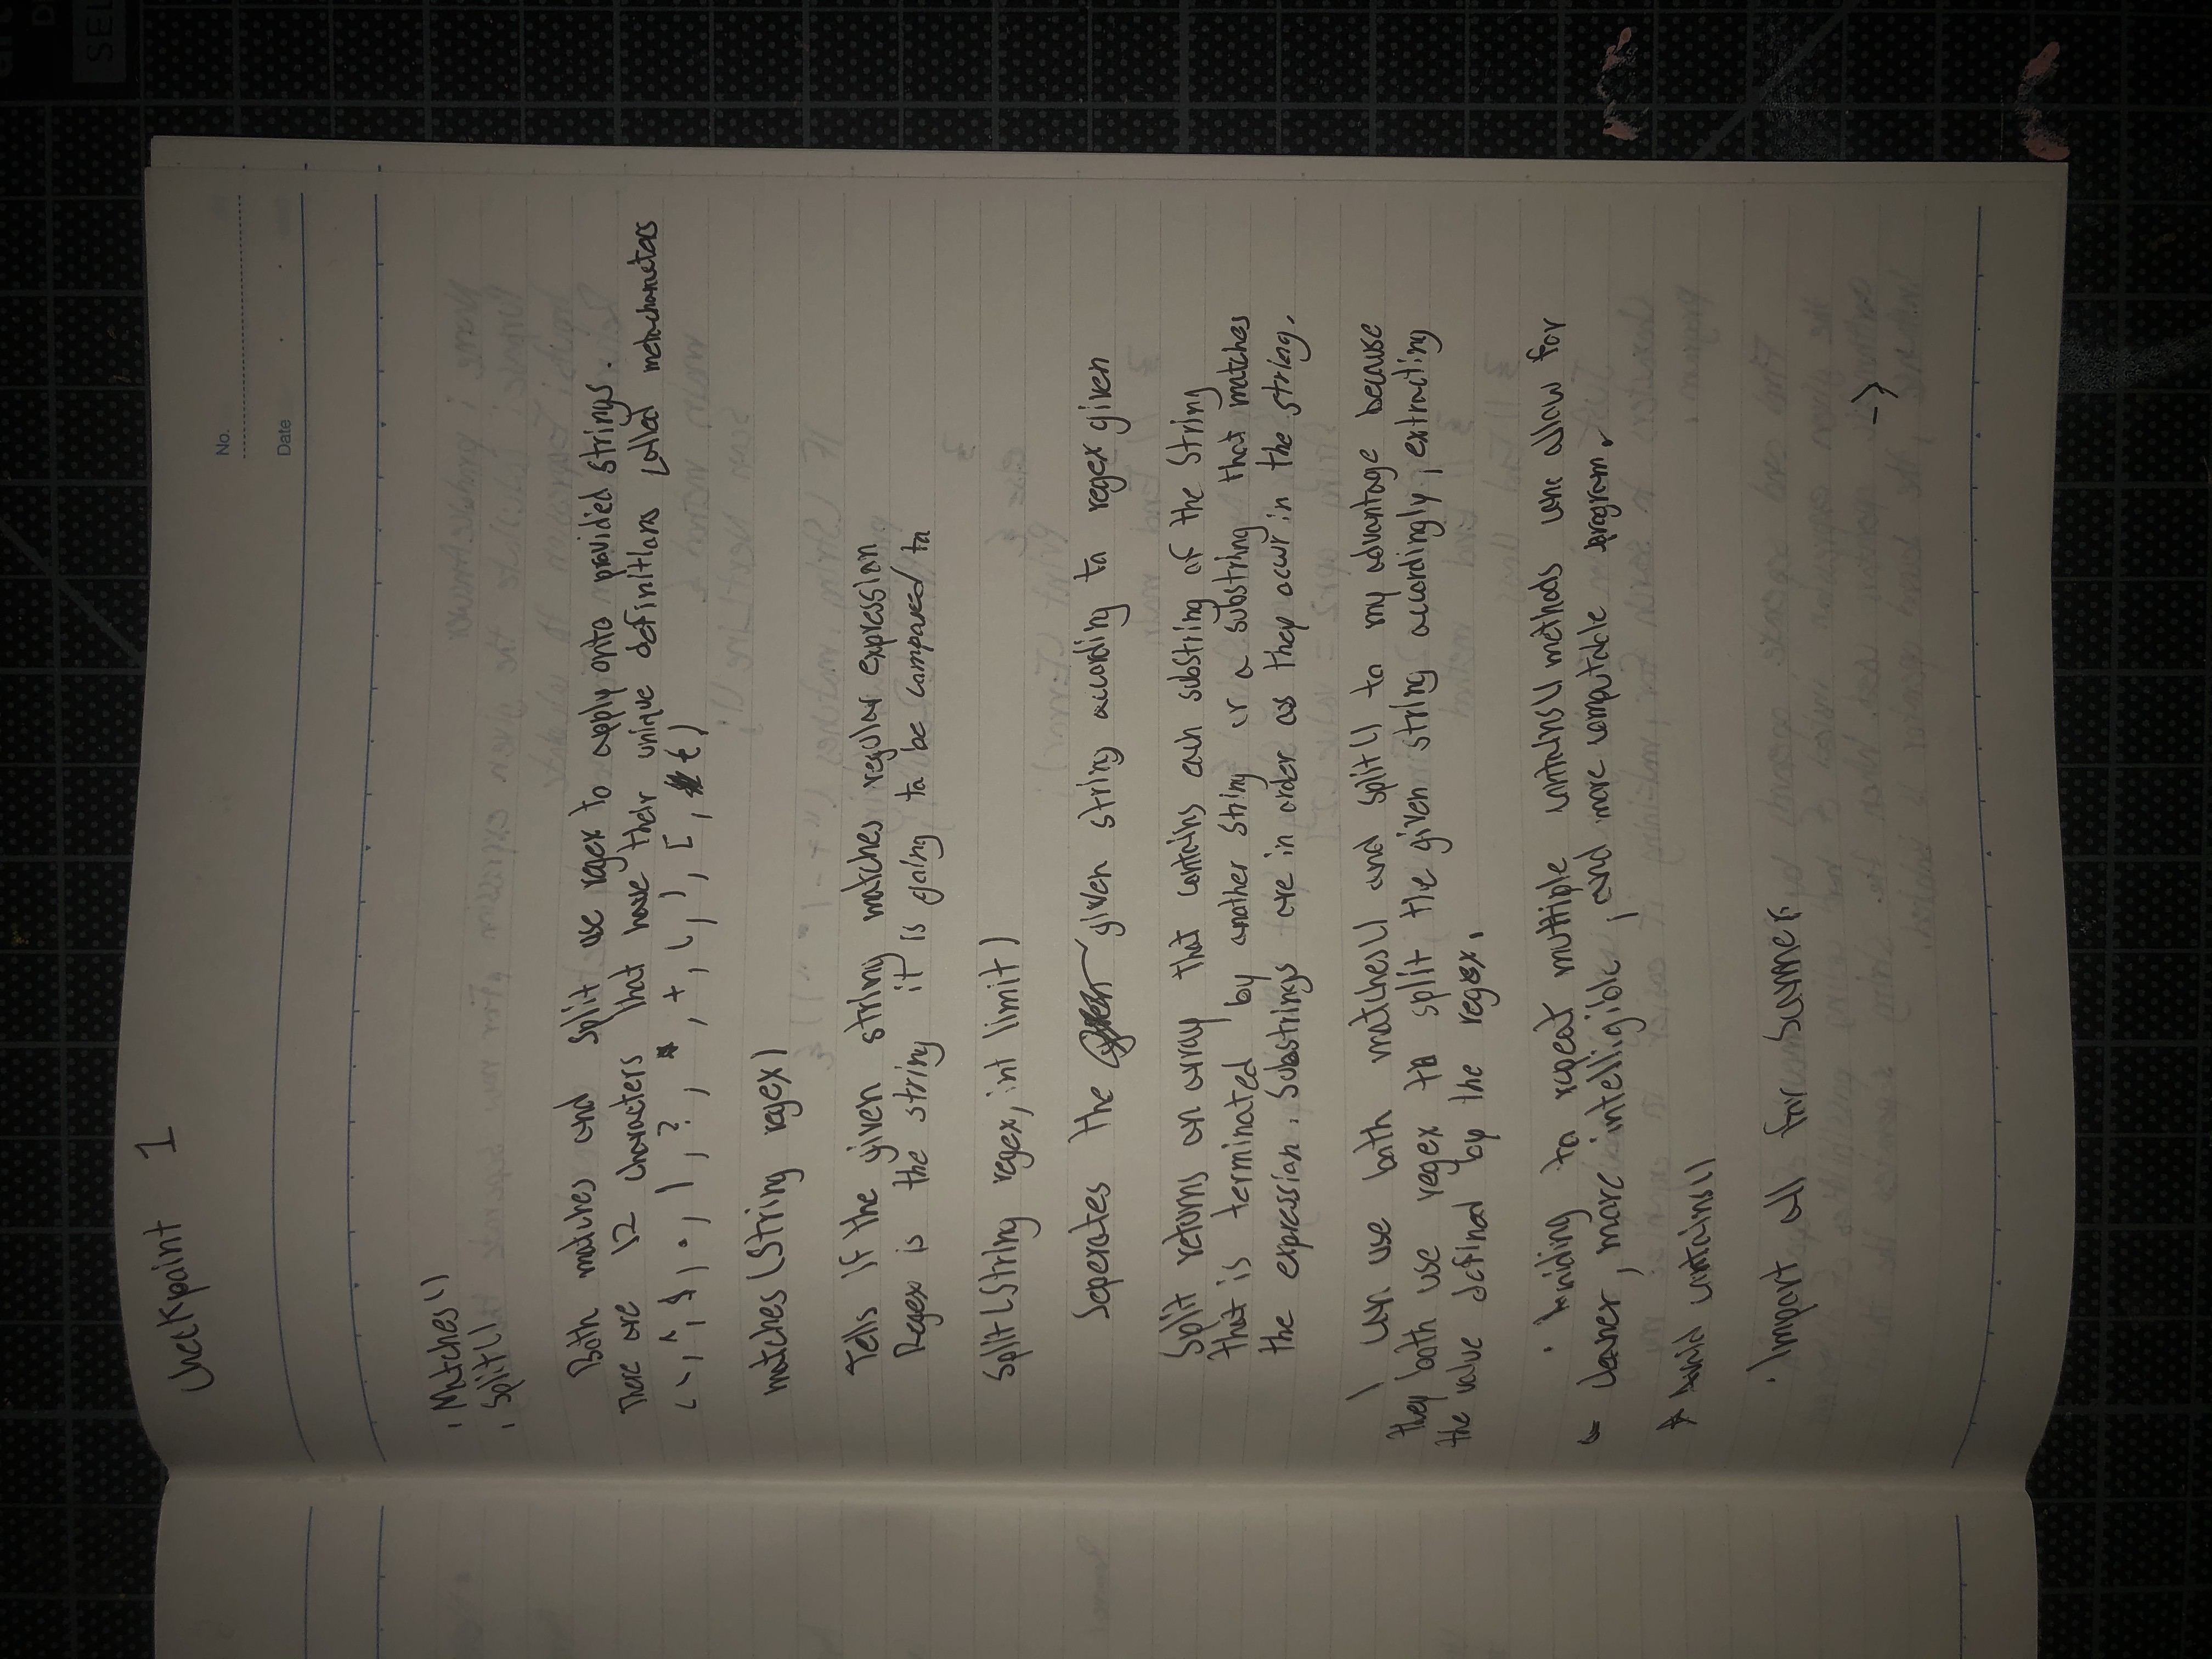 Checkpoint 1
No.
Date
· Matches()
· Split()
Both matches and split use regex to apply onto provided strings.
There are 12 characters that have their unique definitions called metacharacters
(\, ^, $, ., |, ?, *, +, (, ), [, {)
matches (String regex)
Tells if the given string matches regular expression.
Regex is the string it is going to be compared to
Split (String regex, int limit)
Seperates the given string according to regex given
Split returns an array that contains each substring of the String
that is terminated by another string or a substring that matches
the expression. Substrings are in order as they occur in the string.
I can use both matches() and split() to my advantage because
they both use regex to split the given string accordingly, extracting
the value defined by the regex.
· to repeat multiple contains() methods can allow for
cleaner, more intelligible, and more computable program.
* Avoid contains()
· Import all for Scanner.
->
SEL